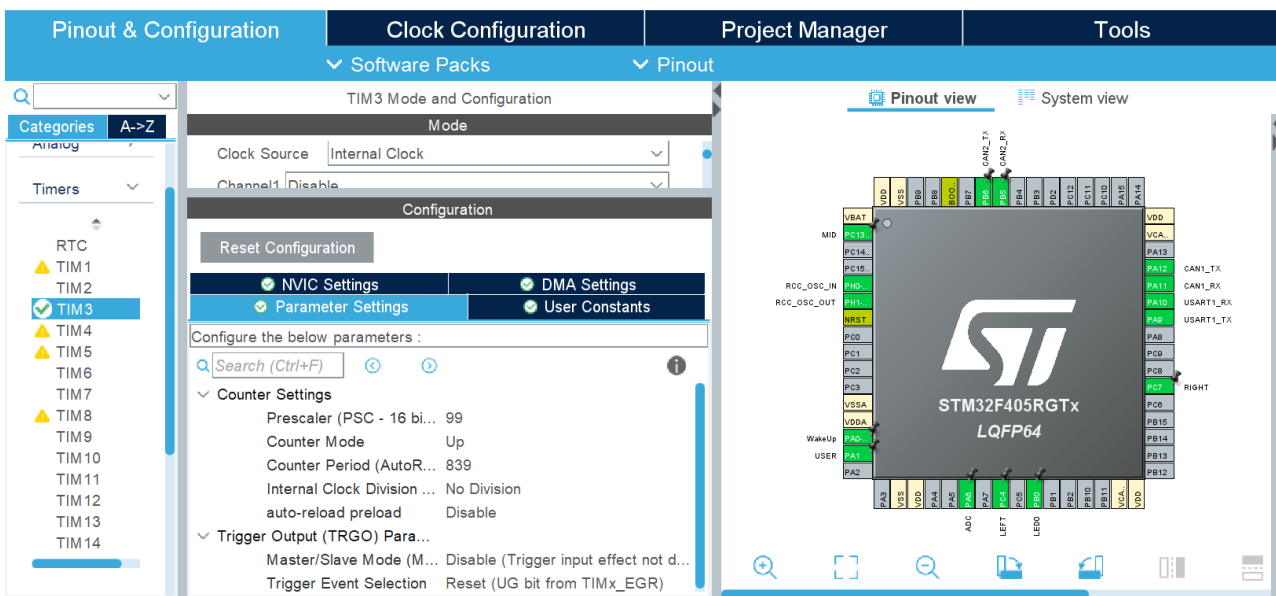 Pinout & Configuration
Clock Configuration
Project Manager
Tools
Software Packs
Pinout
Categories
A->Z
Analog
Timers
RTC
TIM1
TIM2
TIM3
TIM4
TIM5
TIM6
TIM7
TIM8
TIM9
TIM10
TIM11
TIM12
TIM13
TIM14
TIM3 Mode and Configuration
Mode
Clock Source Internal Clock
Channel1 Disable
Configuration
Reset Configuration
NVIC Settings
DMA Settings
Parameter Settings
User Constants
Configure the below parameters :
Search (Ctrl+F)
Counter Settings
Prescaler (PSC - 16 bi... 99
Counter Mode Up
Counter Period (AutoR... 839
Internal Clock Division ... No Division
auto-reload preload Disable
Trigger Output (TRGO) Para...
Master/Slave Mode (M... Disable (Trigger input effect not d...
Trigger Event Selection Reset (UG bit from TIMx_EGR)
Pinout view
System view
CAN2_TX
CAN2_RX
VDD
VSS
PB9
PB8
BOO..
PB7
PB6
PB5
PB4
PB3
PD2
PC12
PC11
PC10
PA15
PA14
VBAT
MID PC13..
PC14..
PC15..
RCC_OSC_IN PH0-..
RCC_OSC_OUT PH1-..
NRST
PC0
PC1
PC2
PC3
VSSA
VDDA
WakeUp PA0-..
USER PA1
PA2
STM32F405RGTx
LQFP64
VDD
VCA..
PA13
PA12 CAN1_TX
PA11 CAN1_RX
PA10 USART1_RX
PA9 USART1_TX
PA8
PC9
PC8
PC7 RIGHT
PC6
PB15
PB14
PB13
PB12
PA3
VSS
VDD
PA4
PA5
PA6
PA7
PC4
PC5
PB0
PB1
PB2
PB10
PB11
VCA..
VDD
ADC
LEFT
LED0